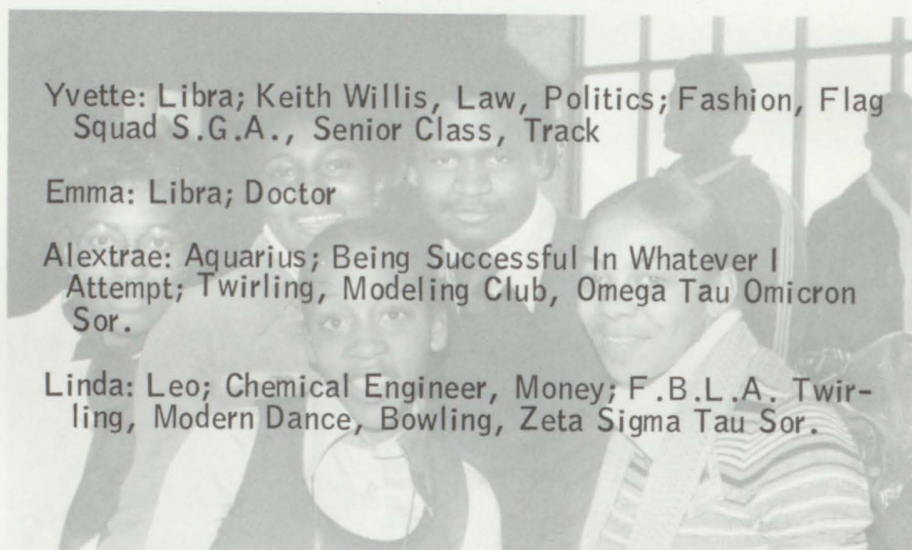 Yvette: Libra; Keith Willis, Law, Politics; Fashion, Flag
Squad S.G.A., Senior Class, Track
Emma: Libra; Doctor
Alextrae: Aquarius; Being Successful In Whatever I
Attempt; Twirling, Modeling Club, Omega Tau Omicron
Sor.
Linda: Leo; Chemical Engineer, Money; F.B.L.A. Twir-
ling, Modern Dance, Bowling, Zeta Sigma Tau Sor.